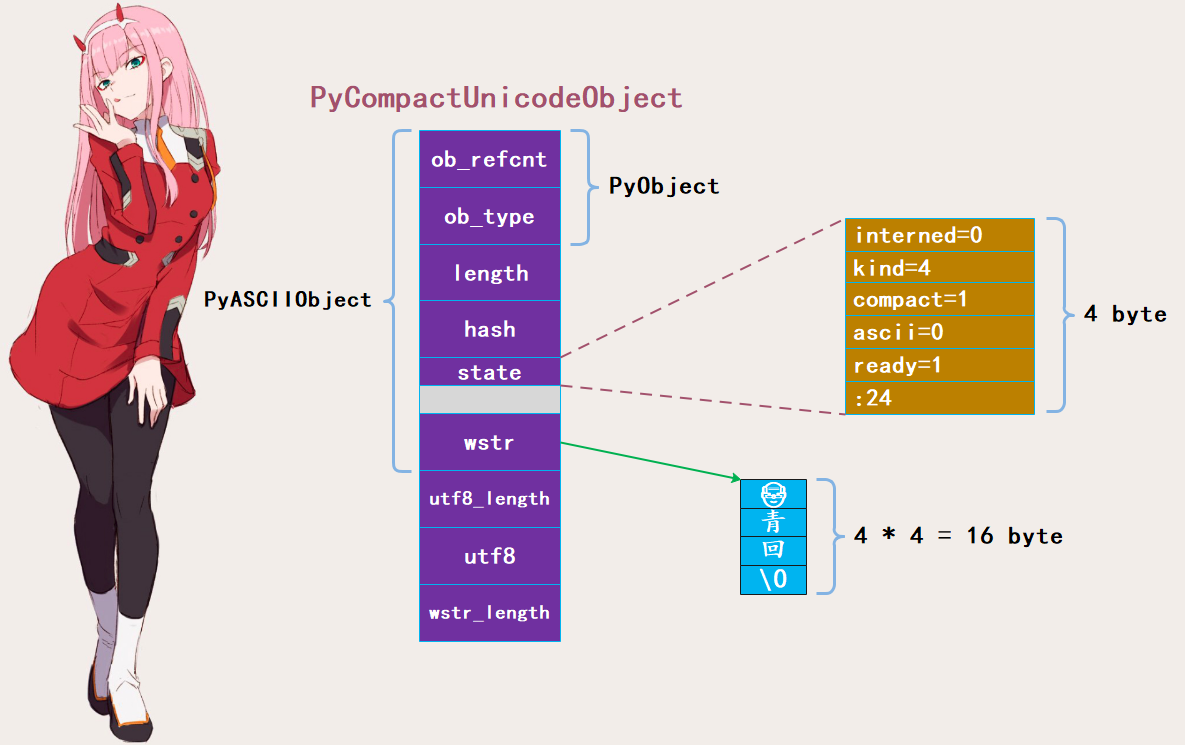 PyCompactUnicodeObject
ob_refcnt
ob_type
PyObject
length
PyASCIIObject
hash
state
wstr
utf8_length
utf8
wstr_length
interned=0
kind=4
compact=1
ascii=0
ready=1
:24
4 byte
青
回
\0
4 * 4 = 16 byte